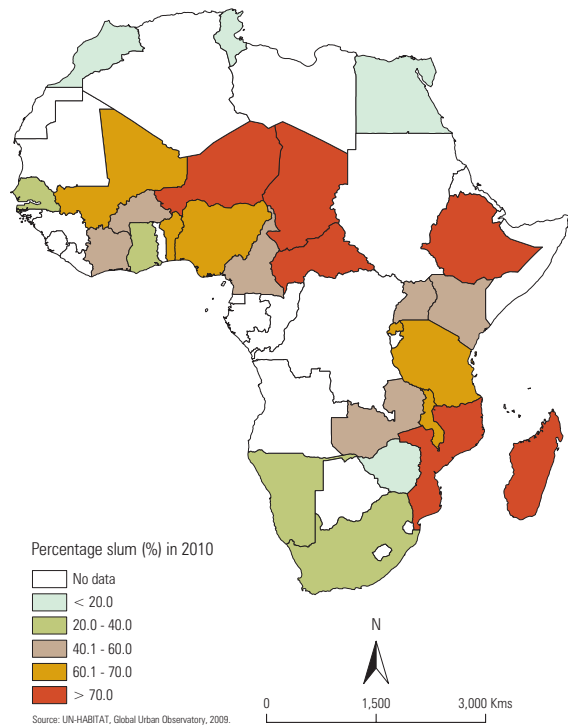 Percentage slum (%) in 2010
No data
< 20.0
20.0 - 40.0
40.1 - 60.0
60.1 - 70.0
> 70.0
Source: UN-HABITAT, Global Urban Observatory, 2009.
N
0 1,500 3,000 Kms